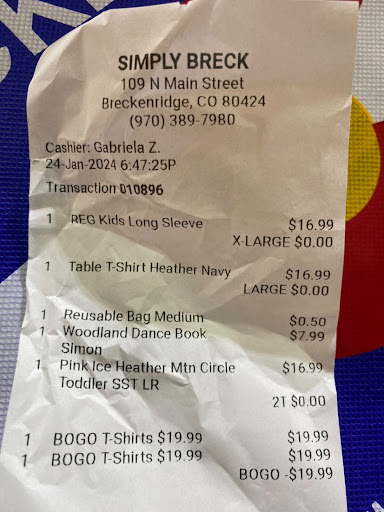 SIMPLY BRECK
109 N Main Street
Breckenridge, CO 80424
(970) 389-7980
Cashier: Gabriela Z.
24-Jan-2024 6:47:25P
Transaction 010896
1 REG Kids Long Sleeve $16.99
X-LARGE $0.00
1 Table T-Shirt Heather Navy $16.99
LARGE $0.00
1 Reusable Bag Medium $0.50
1 Woodland Dance Book $7.99
Simon
1 Pink Ice Heather Mtn Circle $16.99
Toddler SST LR
2T $0.00
1 BOGO T-Shirts $19.99 $19.99
1 BOGO T-Shirts $19.99 $19.99
BOGO -$19.99